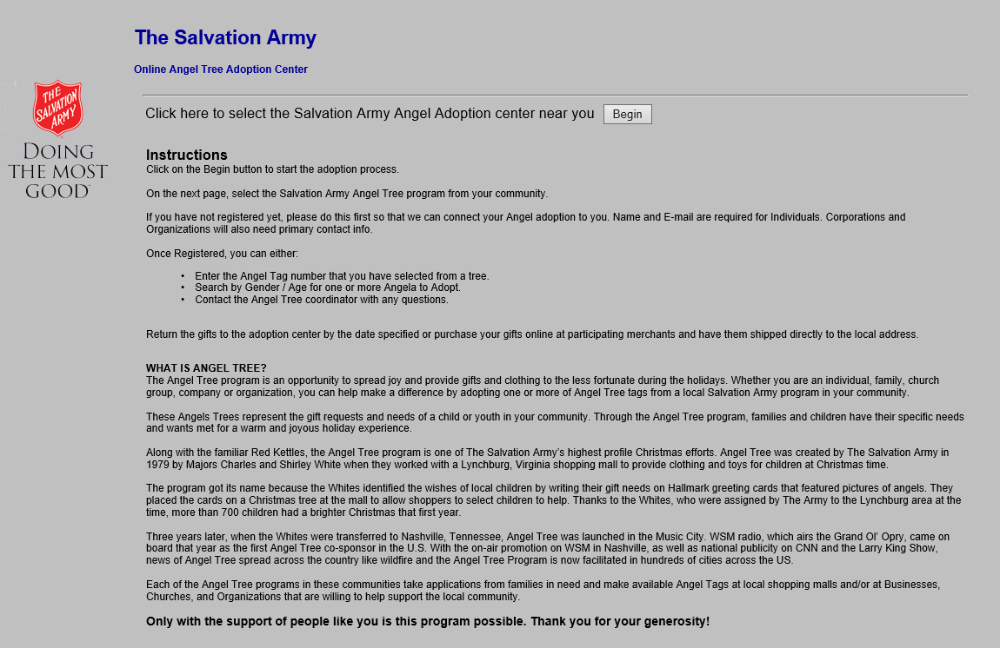 The Salvation Army
Online Angel Tree Adoption Center
THE
SALVATION
ARMY
DOING
THE MOST
GOOD™
Click here to select the Salvation Army Angel Adoption center near you Begin
Instructions
Click on the Begin button to start the adoption process.
On the next page, select the Salvation Army Angel Tree program from your community.
If you have not registered yet, please do this first so that we can connect your Angel adoption to you. Name and E-mail are required for Individuals. Corporations and
Organizations will also need primary contact info.
Once Registered, you can either:
• Enter the Angel Tag number that you have selected from a tree.
• Search by Gender / Age for one or more Angela to Adopt.
• Contact the Angel Tree coordinator with any questions.
Return the gifts to the adoption center by the date specified or purchase your gifts online at participating merchants and have them shipped directly to the local address.
WHAT IS ANGEL TREE?
The Angel Tree program is an opportunity to spread joy and provide gifts and clothing to the less fortunate during the holidays. Whether you are an individual, family, church
group, company or organization, you can help make a difference by adopting one or more of Angel Tree tags from a local Salvation Army program in your community.
These Angels Trees represent the gift requests and needs of a child or youth in your community. Through the Angel Tree program, families and children have their specific needs
and wants met for a warm and joyous holiday experience.
Along with the familiar Red Kettles, the Angel Tree program is one of The Salvation Army’s highest profile Christmas efforts. Angel Tree was created by The Salvation Army in
1979 by Majors Charles and Shirley White when they worked with a Lynchburg, Virginia shopping mall to provide clothing and toys for children at Christmas time.
The program got its name because the Whites identified the wishes of local children by writing their gift needs on Hallmark greeting cards that featured pictures of angels. They
placed the cards on a Christmas tree at the mall to allow shoppers to select children to help. Thanks to the Whites, who were assigned by The Army to the Lynchburg area at the
time, more than 700 children had a brighter Christmas that first year.
Three years later, when the Whites were transferred to Nashville, Tennessee, Angel Tree was launched in the Music City. WSM radio, which airs the Grand Ol’ Opry, came on
board that year as the first Angel Tree co-sponsor in the U.S. With the on-air promotion on WSM in Nashville, as well as national publicity on CNN and the Larry King Show,
news of Angel Tree spread across the country like wildfire and the Angel Tree Program is now facilitated in hundreds of cities across the US.
Each of the Angel Tree programs in these communities take applications from families in need and make available Angel Tags at local shopping malls and/or at Businesses,
Churches, and Organizations that are willing to help support the local community.
Only with the support of people like you is this program possible. Thank you for your generosity!